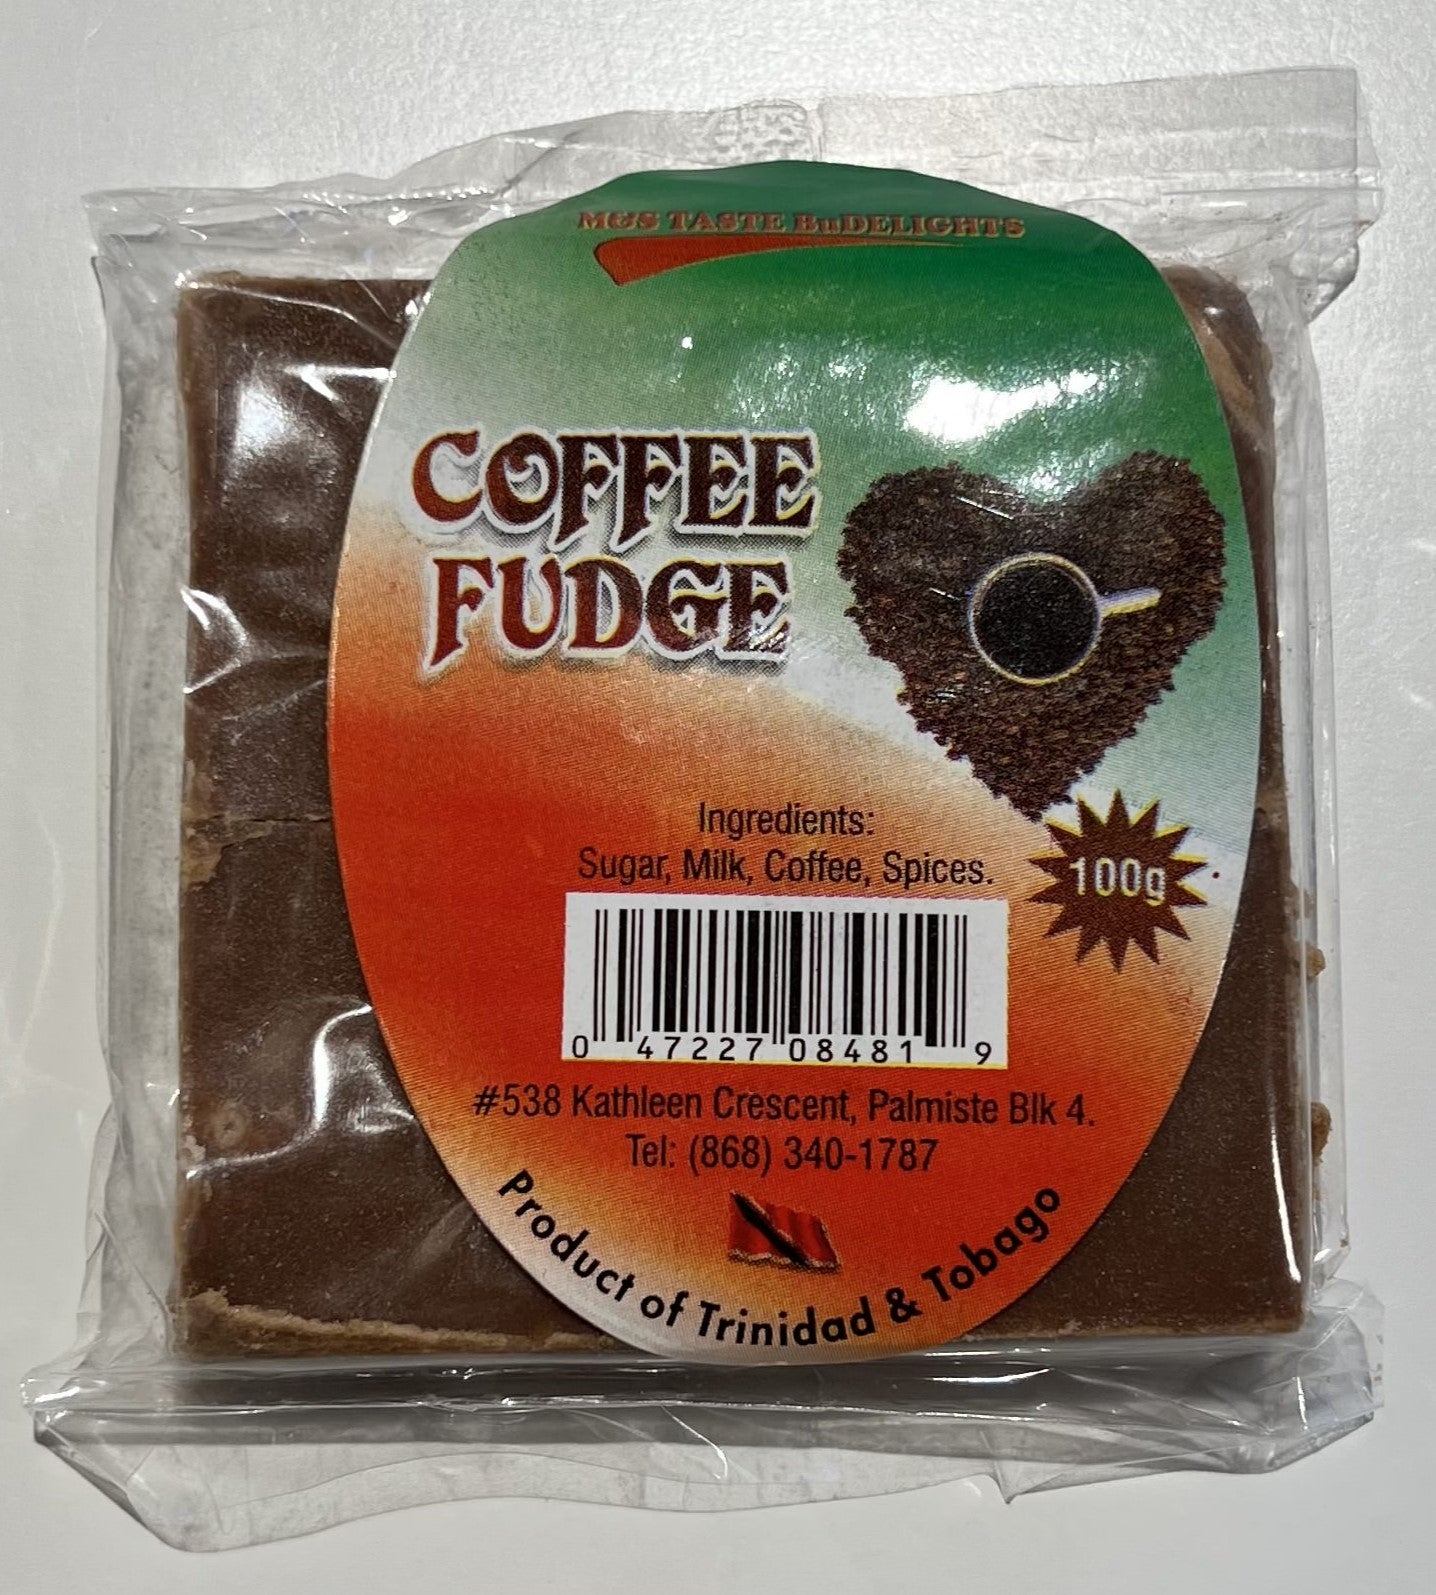 M&S TASTE BuDELIGHTS
COFFEE
FUDGE
Ingredients:
Sugar, Milk, Coffee, Spices.
100g
0 47227 08481 9
#538 Kathleen Crescent, Palmiste Blk 4.
Tel: (868) 340-1787
Product of Trinidad & Tobago